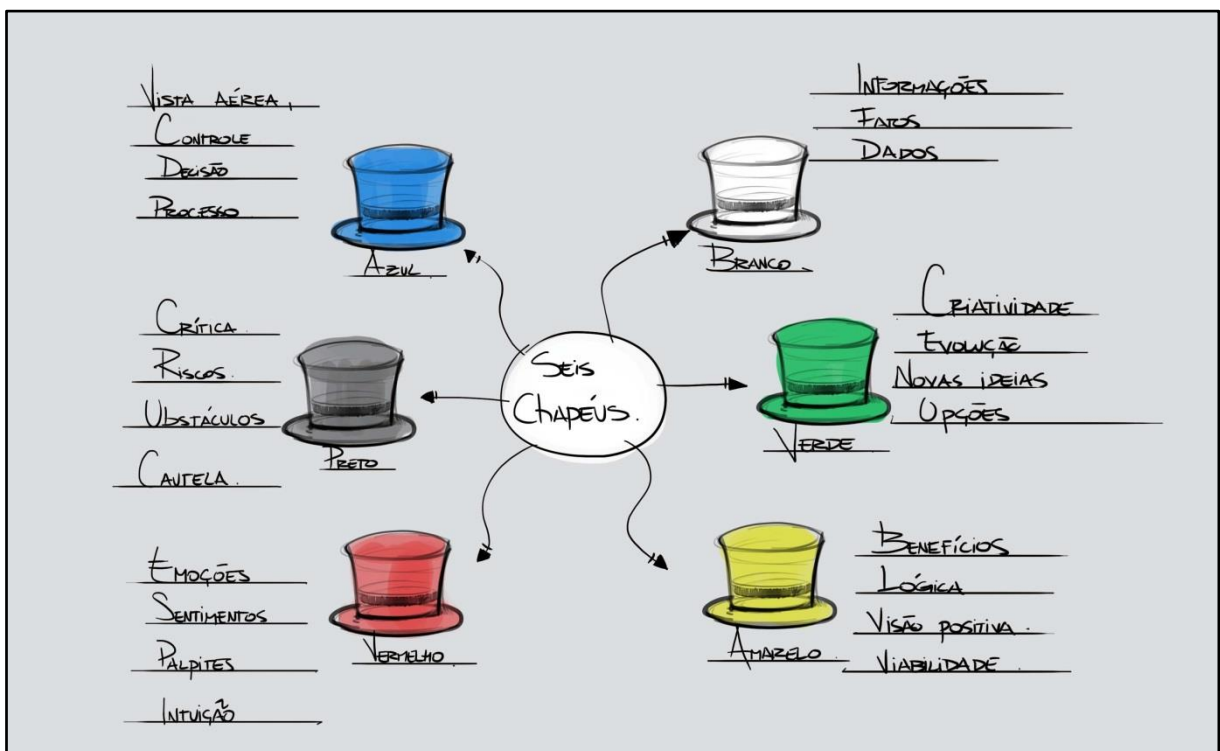 Vista aérea,
Controle
Decisão
Processo
Azul
Informações
Fatos
Dados
Branco.
Crítica
Riscos.
Obstáculos
Cautela.
Preto
Seis
Chapéus.
Criatividade
Evolução
Novas ideias
Opções
Verde
Emoções
Sentimentos
Palpites
Intuição
Vermelho
Benefícios
Lógica
Visão positiva.
Viabilidade.
Amarelo